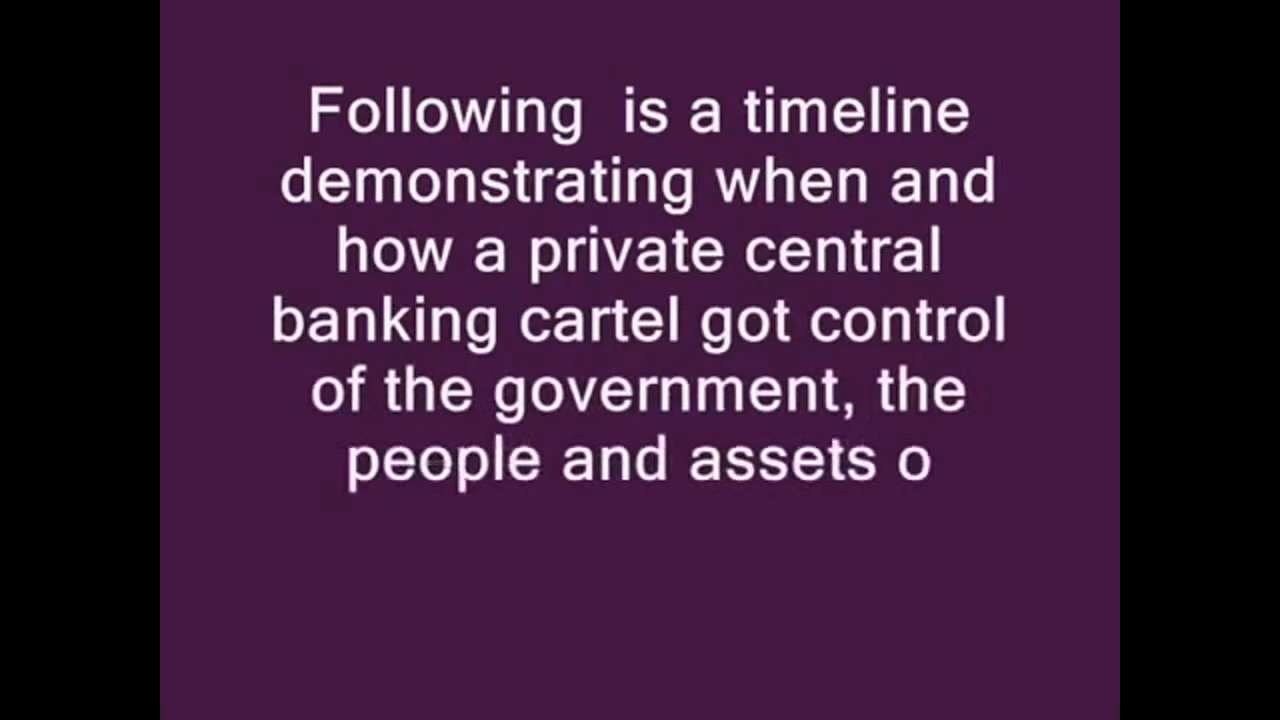 Following  is a timeline
demonstrating when and
how a private central
banking cartel got control
of the government, the
people and assets o